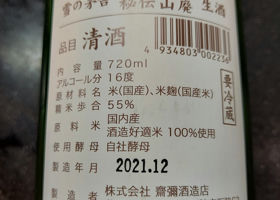 雪の茅舎 秘伝山廃 生酒
品目 清酒
4 934803 002236
内容量 720ml
アルコール分 16度
原材料名 米(国産)、米麹(国産米)
精米歩合 55%
原料米 国内産
酒造好適米 100%使用
使用酵母 自社酵母
製造年月 2021.12
製造者 株式会社 齋彌酒造店
要冷蔵